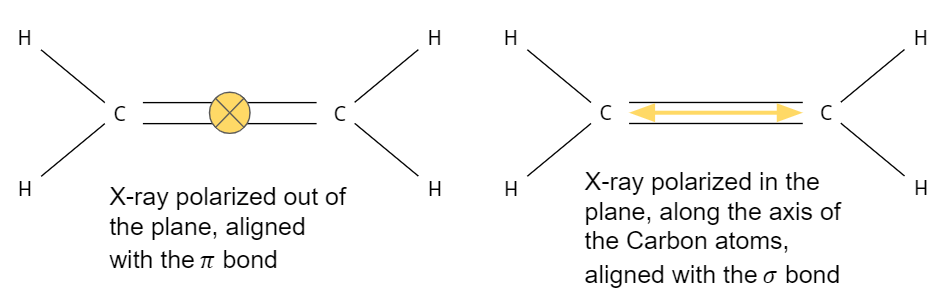 H H H H
C C C C
H H H H
X-ray polarized out of
the plane, aligned
with the π bond
X-ray polarized in the
plane, along the axis of
the Carbon atoms,
aligned with the σ bond